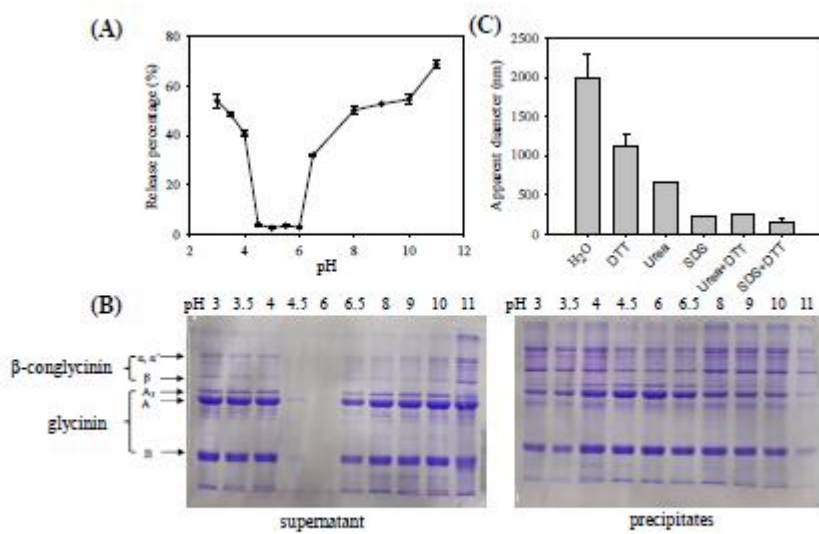 (A)
80
60
40
20
0
Release percentage (%)
2 4 6 8 10 12
pH
(C)
2500
2000
1500
1000
500
0
Apparent diameter (nm)
H₂O DTT Urea SDS Urea+DTT SDS+DTT
(B)
pH 3 3.5 4 4.5 6 6.5 8 9 10 11
β-conglycinin
α, α'
β
glycinin
A₃
A
B
supernatant
pH 3 3.5 4 4.5 6 6.5 8 9 10 11
precipitates